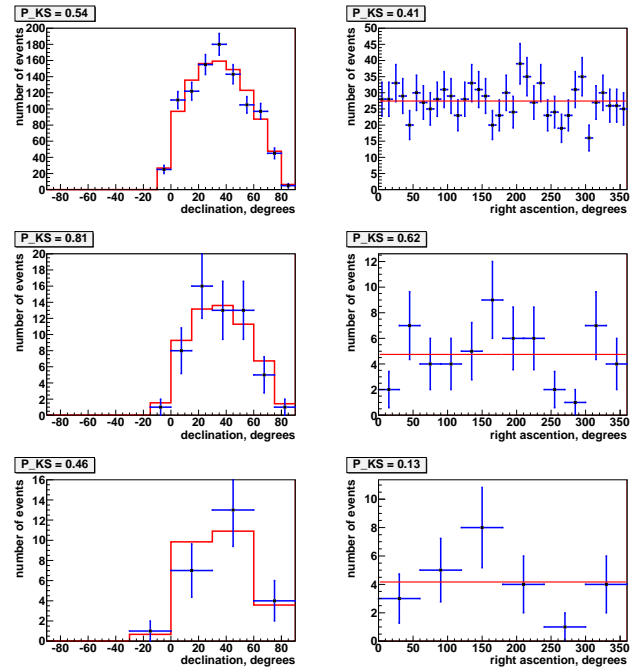 P_KS = 0.54
number of events
200
180
160
140
120
100
80
60
40
20
0
-80 -60 -40 -20 0 20 40 60 80
declination, degrees
P_KS = 0.41
number of events
50
45
40
35
30
25
20
15
10
5
0
0 50 100 150 200 250 300 350
right ascention, degrees
P_KS = 0.81
number of events
20
18
16
14
12
10
8
6
4
2
0
-80 -60 -40 -20 0 20 40 60 80
declination, degrees
P_KS = 0.62
number of events
12
10
8
6
4
2
0
0 50 100 150 200 250 300 350
right ascention, degrees
P_KS = 0.46
number of events
16
14
12
10
8
6
4
2
0
-80 -60 -40 -20 0 20 40 60 80
declination, degrees
P_KS = 0.13
number of events
10
8
6
4
2
0
0 50 100 150 200 250 300 350
right ascention, degrees